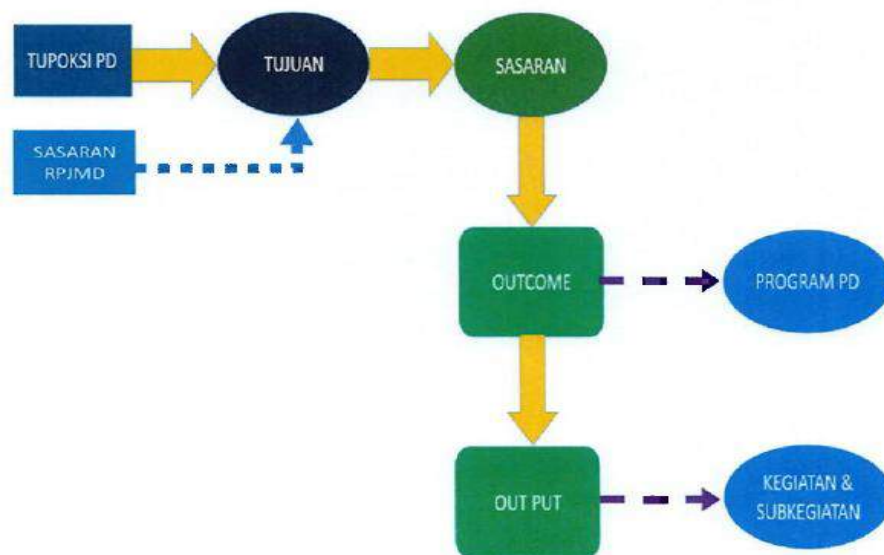 TUPOKSI PD
TUJUAN
SASARAN
SASARAN
RPJMD
OUTCOME
PROGRAM PD
OUT PUT
KEGIATAN &
SUBKEGIATAN